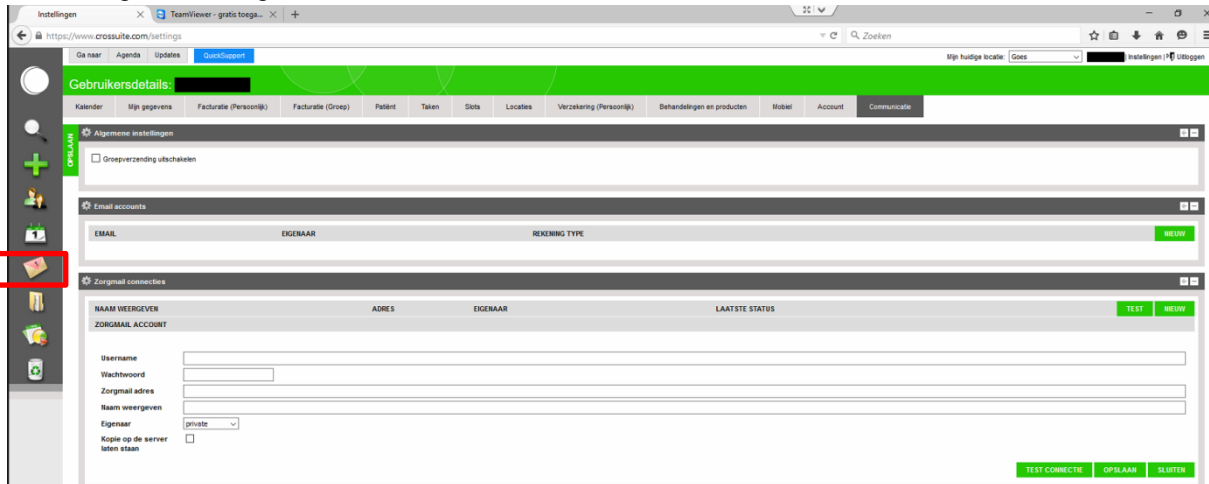 Instellingen
TeamViewer - gratis toega...
https://www.crossuite.com/settings
Zoeken
Ga naar Agenda Updates QuickSupport
Mijn huidige locatie: Goes | Instellingen | Uitloggen
Gebruikersdetails:
Kalender Mijn gegevens Facturatie (Persoonlijk) Facturatie (Groep) Patiënt Taken Slots Locaties Verzekering (Persoonlijk) Behandelingen en producten Mobiel Account Communicatie
OPSLAAN
Algemene instellingen
Groepverzending uitschakelen
Email accounts
EMAIL EIGENAAR REKENING TYPE NIEUW
Zorgmail connecties
NAAM WEERGEVEN ADRES EIGENAAR LAATSTE STATUS TEST NIEUW
ZORGMAIL ACCOUNT
Username
Wachtwoord
Zorgmail adres
Naam weergeven
Eigenaar private
Kopie op de server
laten staan
TEST CONNECTIE OPSLAAN SLUITEN